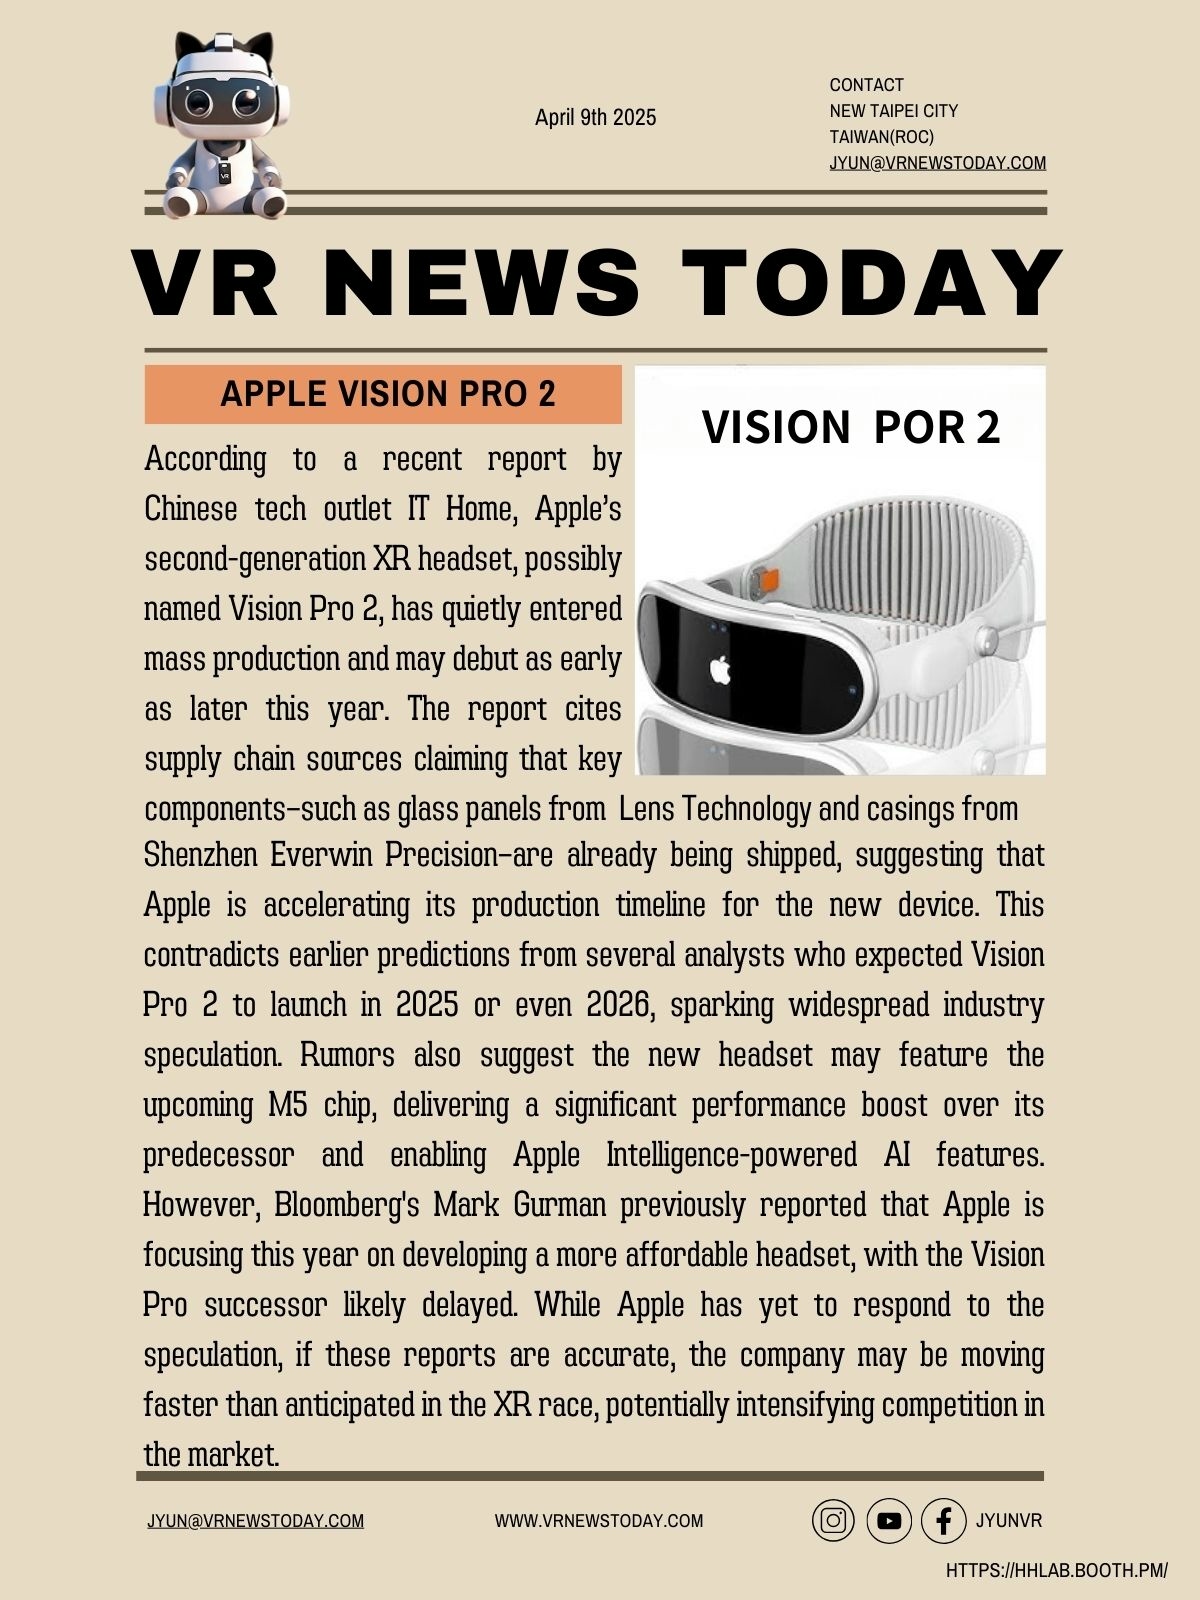 April 9th 2025
CONTACT
NEW TAIPEI CITY
TAIWAN(ROC)
JYUN@VRNEWSTODAY.COM
VR
VR NEWS TODAY
APPLE VISION PRO 2
VISION POR 2
According to a recent report by
Chinese tech outlet IT Home, Apple’s
second-generation XR headset, possibly
named Vision Pro 2, has quietly entered
mass production and may debut as early
as later this year. The report cites
supply chain sources claiming that key
components—such as glass panels from Lens Technology and casings from
Shenzhen Everwin Precision—are already being shipped, suggesting that
Apple is accelerating its production timeline for the new device. This
contradicts earlier predictions from several analysts who expected Vision
Pro 2 to launch in 2025 or even 2026, sparking widespread industry
speculation. Rumors also suggest the new headset may feature the
upcoming M5 chip, delivering a significant performance boost over its
predecessor and enabling Apple Intelligence-powered AI features.
However, Bloomberg's Mark Gurman previously reported that Apple is
focusing this year on developing a more affordable headset, with the Vision
Pro successor likely delayed. While Apple has yet to respond to the
speculation, if these reports are accurate, the company may be moving
faster than anticipated in the XR race, potentially intensifying competition in
the market.
JYUN@VRNEWSTODAY.COM
WWW.VRNEWSTODAY.COM
JYUNVR
HTTPS://HHLAB.BOOTH.PM/